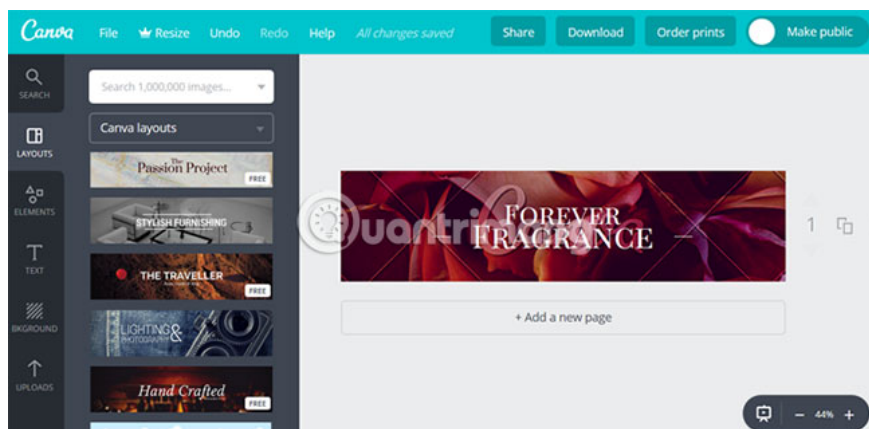 Canva File Resize Undo Redo Help All changes saved Share Download Order prints Make public
SEARCH
LAYOUTS
ELEMENTS
TEXT
BKGROUND
UPLOADS
Search 1,000,000 images...
Canva layouts
The
Passion Project
FREE
STYLISH FURNISHING
THE TRAVELLER
FREE
LIGHTING &
PHOTOGRAPHY
Hand Crafted
FREE
FOREVER
FRAGRANCE
1
+ Add a new page
44%